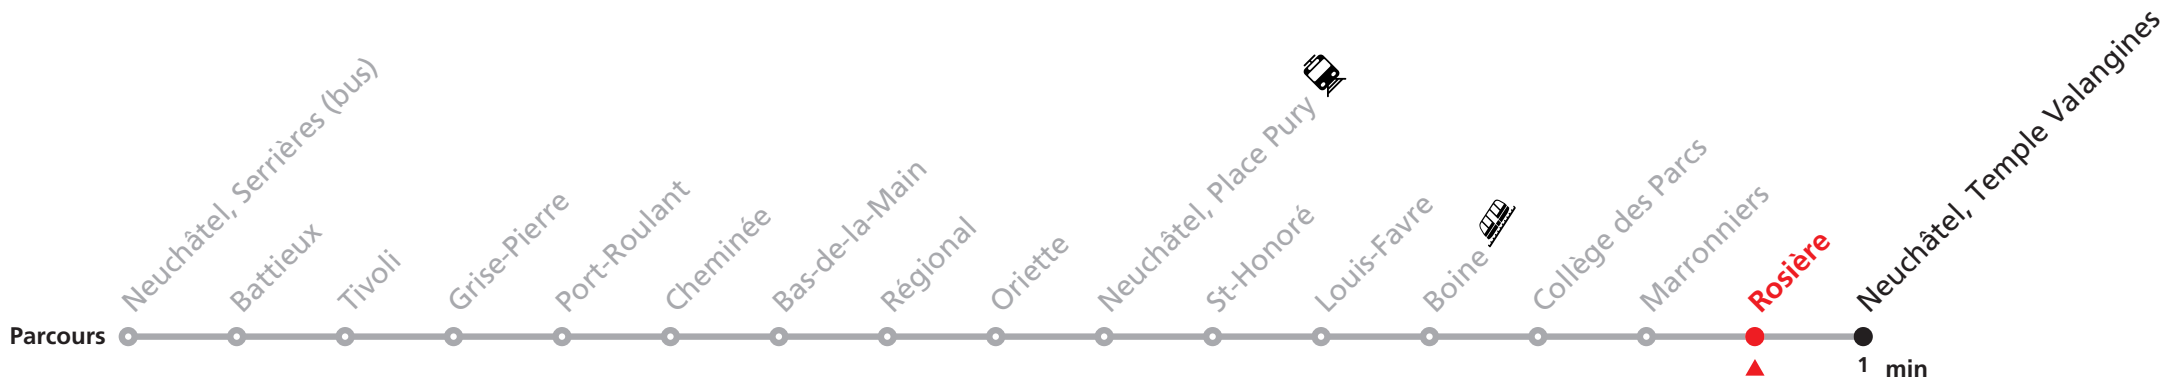 Neuchâtel, Serrières (bus)
Battieux
Tivoli
Grise-Pierre
Port-Roulant
Cheminée
Bas-de-la-Main
Régional
Oriette
Neuchâtel, Place Pury
St-Honoré
Louis-Favre
Boine
Collège des Parcs
Marronniers
Rosière
Neuchâtel, Temple Valangines
Parcours
1 min